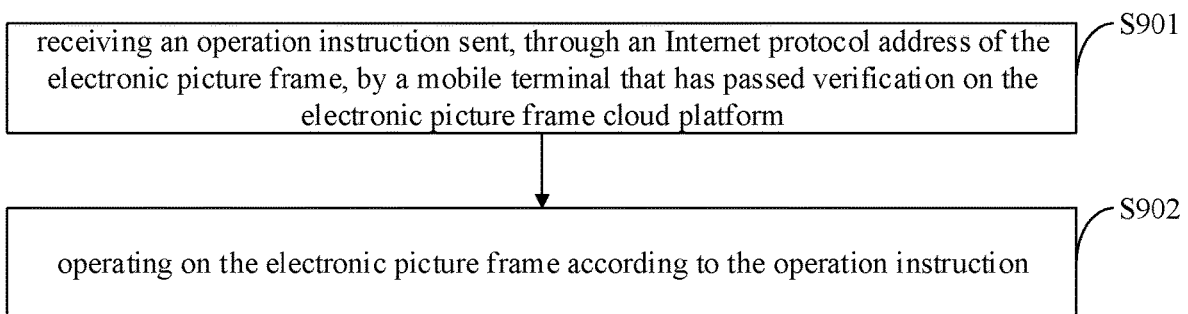 S901
receiving an operation instruction sent, through an Internet protocol address of the
electronic picture frame, by a mobile terminal that has passed verification on the
electronic picture frame cloud platform
S902
operating on the electronic picture frame according to the operation instruction